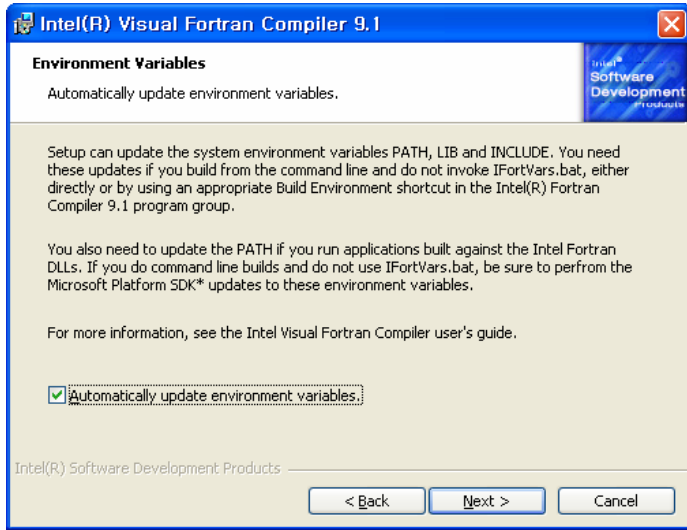 Intel(R) Visual Fortran Compiler 9.1
Environment Variables
Automatically update environment variables.
intel®
Software
Development
Products
Setup can update the system environment variables PATH, LIB and INCLUDE. You need
these updates if you build from the command line and do not invoke IFortVars.bat, either
directly or by using an appropriate Build Environment shortcut in the Intel(R) Fortran
Compiler 9.1 program group.
You also need to update the PATH if you run applications built against the Intel Fortran
DLLs. If you do command line builds and do not use IFortVars.bat, be sure to perfrom the
Microsoft Platform SDK* updates to these environment variables.
For more information, see the Intel Visual Fortran Compiler user's guide.
Automatically update environment variables.
Intel(R) Software Development Products
< Back
Next >
Cancel